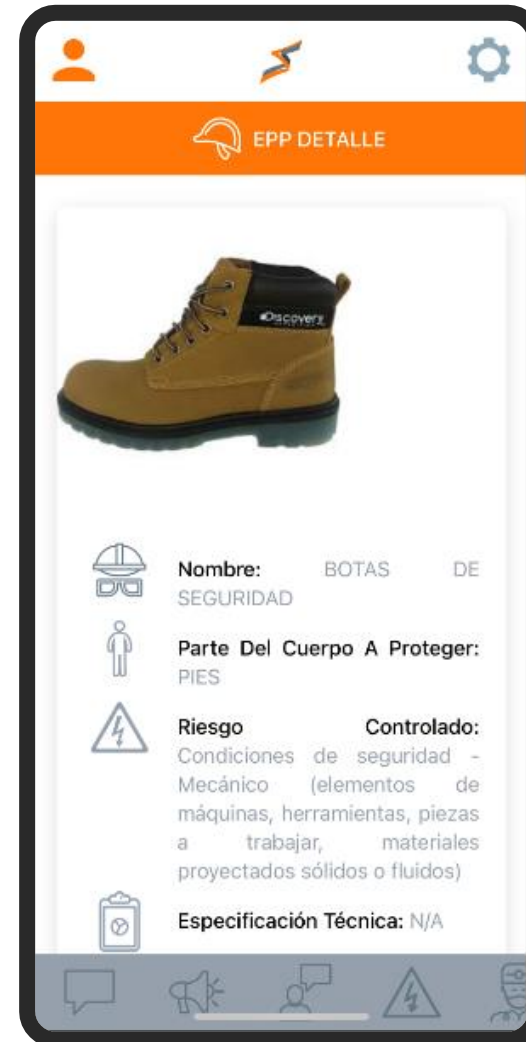 EPP DETALLE
Discovery
Nombre: BOTAS DE
SEGURIDAD
Parte Del Cuerpo A Proteger:
PIES
Riesgo Controlado:
Condiciones de seguridad -
Mecánico (elementos de
máquinas, herramientas, piezas
a trabajar, materiales
proyectados sólidos o fluidos)
Especificación Técnica: N/A